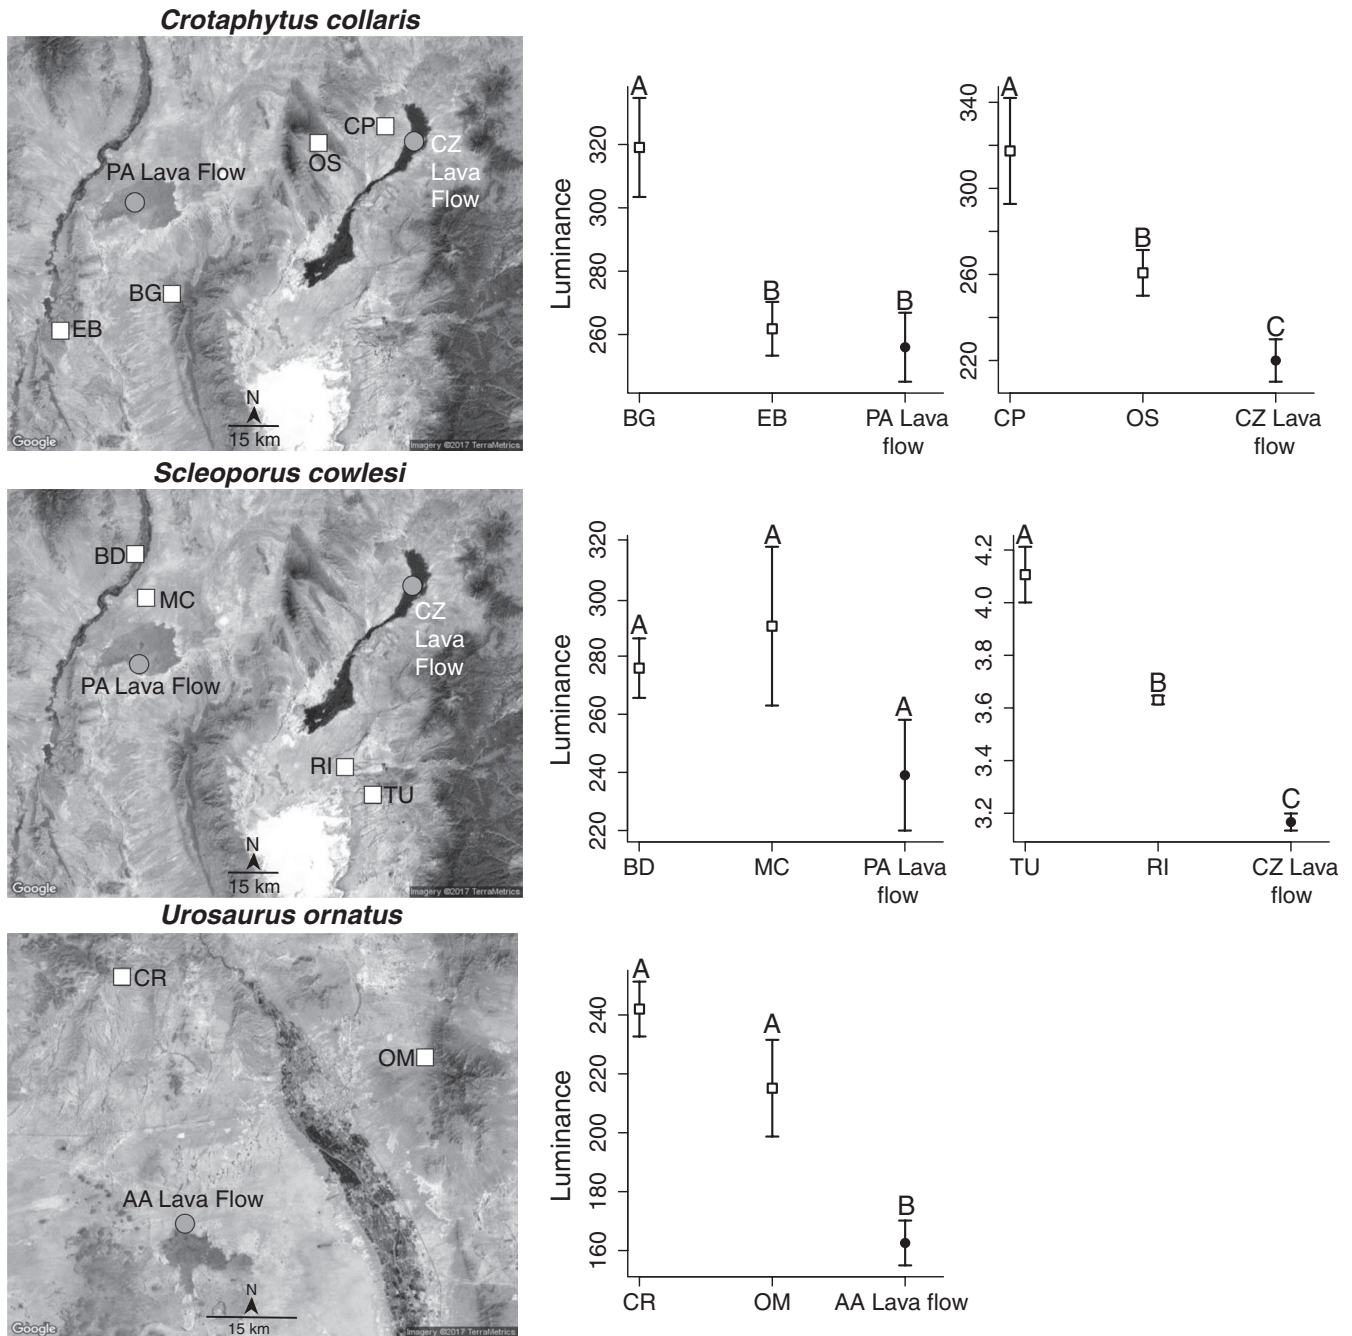 Crotaphytus collaris
CP
OS
CZ
Lava
Flow
PA Lava Flow
BG
EB
N
15 km
Google
Imagery ©2017 TerraMetrics
Luminance
320
300
280
260
A
B
B
BG
EB
PA Lava
flow
340
300
260
220
A
B
C
CP
OS
CZ Lava
flow
Scleoporus cowlesi
BD
MC
CZ
Lava
Flow
PA Lava Flow
RI
TU
N
15 km
Google
Imagery ©2017 TerraMetrics
Luminance
320
300
280
260
240
220
A
A
A
BD
MC
PA Lava
flow
4.2
4.0
3.8
3.6
3.4
3.2
A
B
C
TU
RI
CZ Lava
flow
Urosaurus ornatus
CR
OM
AA Lava Flow
N
15 km
Google
Imagery ©2017 TerraMetrics
Luminance
240
220
200
180
160
A
A
B
CR
OM
AA Lava flow